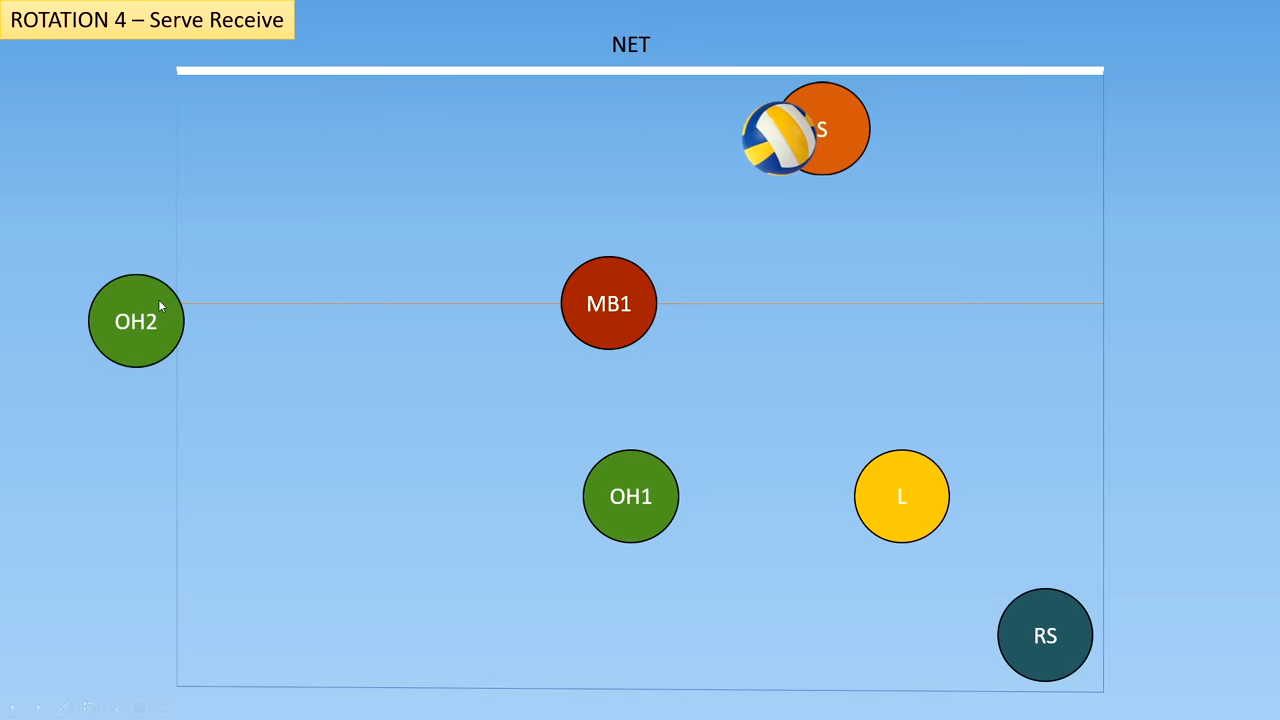 ROTATION 4 – Serve Receive
NET
S
MB1
OH2
OH1
L
RS